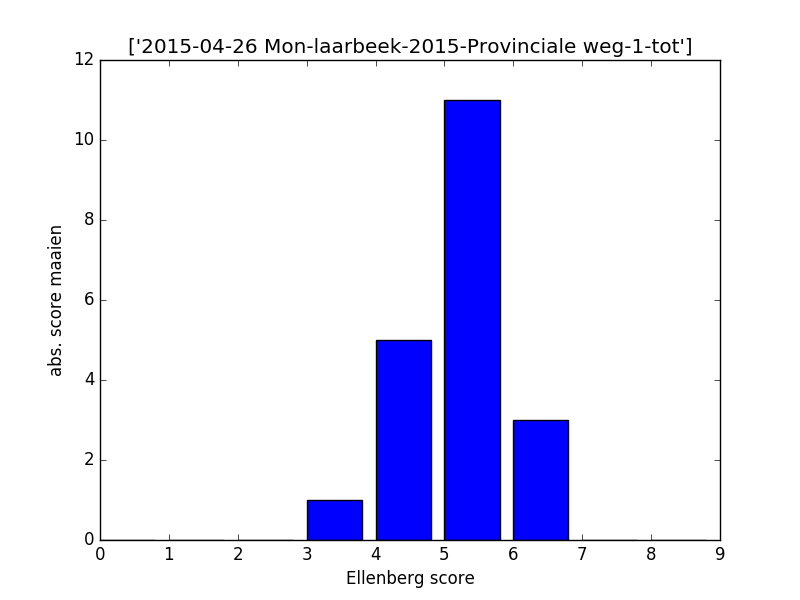 ['2015-04-26 Mon-laarbeek-2015-Provinciale weg-1-tot']
12
10
8
6
4
2
0
abs. score maaien
0 1 2 3 4 5 6 7 8 9
Ellenberg score